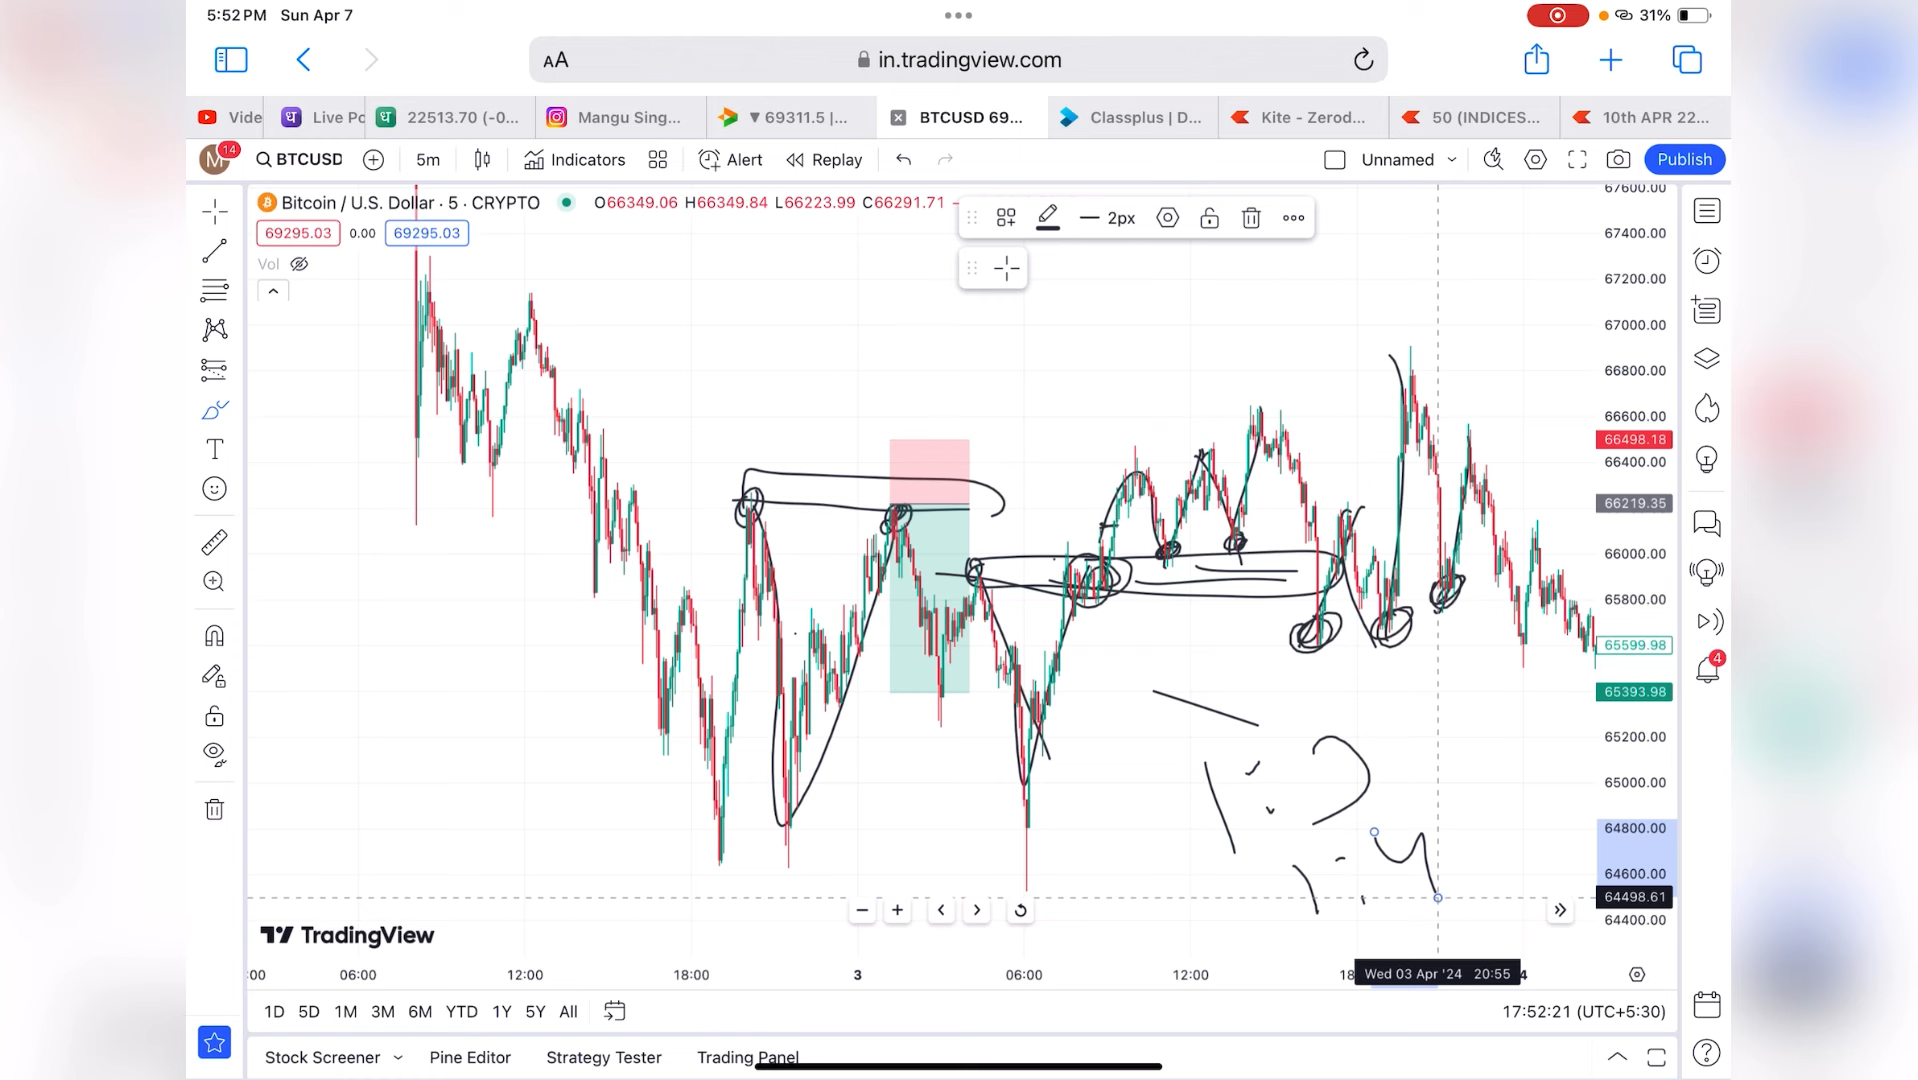 5:52 PM Sun Apr 7
31%
AA in.tradingview.com
Vide
Live Po
22513.70 (-0...
Mangu Sing...
▼ 69311.5 |...
BTCUSD 69...
Classplus | D...
Kite - Zerod...
50 (INDICES...
10th APR 22...
M 14 BTCUSD 5m Indicators Alert Replay Unnamed Publish
Bitcoin / U.S. Dollar · 5 · CRYPTO O66349.06 H66349.84 L66223.99 C66291.71
2px
69295.03 0.00 69295.03
Vol
67600.00
67400.00
67200.00
67000.00
66800.00
66600.00
66498.18
66400.00
66219.35
66000.00
65800.00
65599.98
65393.98
65200.00
65000.00
64800.00
64600.00
64498.61
64400.00
4
1:4
TradingView
:00 06:00 12:00 18:00 3 06:00 12:00 18 Wed 03 Apr '24 20:55 4
1D 5D 1M 3M 6M YTD 1Y 5Y All 17:52:21 (UTC+5:30)
Stock Screener Pine Editor Strategy Tester Trading Panel